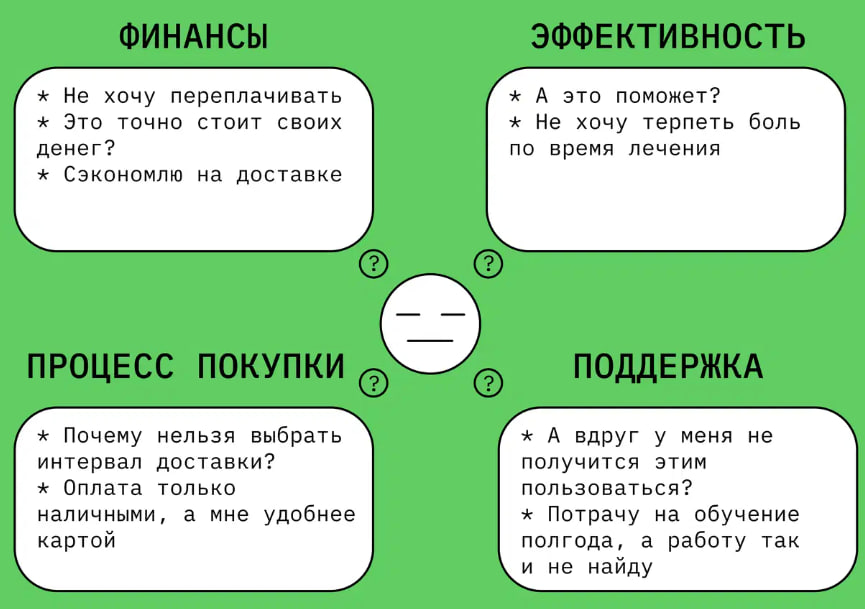 ФИНАНСЫ
* Не хочу переплачивать
* Это точно стоит своих
денег?
* Сэкономлю на доставке
ЭФФЕКТИВНОСТЬ
* А это поможет?
* Не хочу терпеть боль
по время лечения
?
?
?
?
ПРОЦЕСС ПОКУПКИ
* Почему нельзя выбрать
интервал доставки?
* Оплата только
наличными, а мне удобнее
картой
ПОДДЕРЖКА
* А вдруг у меня не
получится этим
пользоваться?
* Потрачу на обучение
полгода, а работу так
и не найду